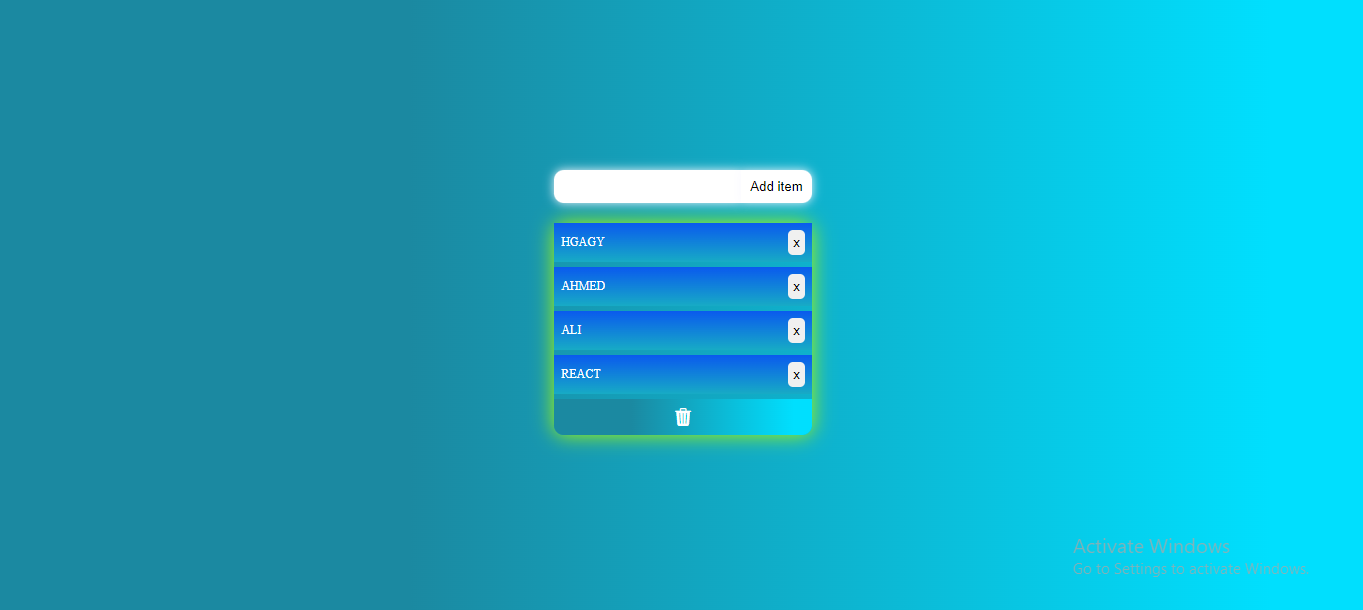 Add item
HGAGY x
AHMED x
ALI x
REACT x
Activate Windows
Go to Settings to activate Windows.